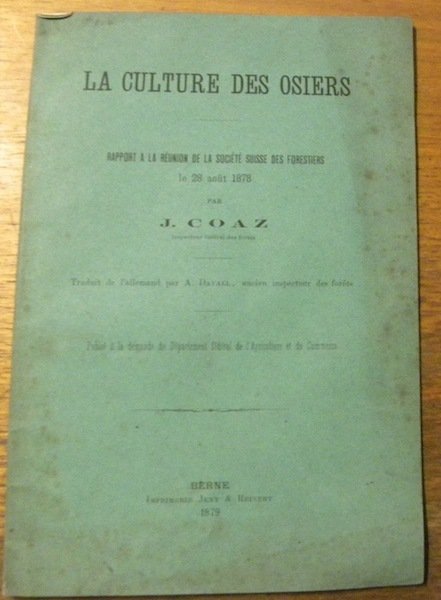 LA CULTURE DES OSIERS
RAPPORT A LA RÉUNION DE LA SOCIÉTÉ SUISSE DES FORESTIERS
le 28 août 1878
PAR
J. COAZ
inspecteur fédéral des forêts
Traduit de l'allemand par A. DAVALL, ancien inspecteur des forêts
Publié à la demande du Département fédéral de l'Agriculture et du Commerce
BERNE
IMPRIMERIE JENT & REINERT
1879